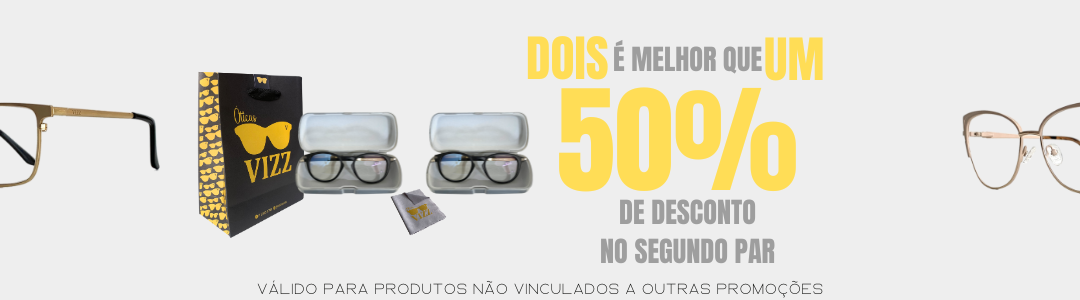 DOIS É MELHOR QUE UM
50%
DE DESCONTO
NO SEGUNDO PAR
Óticas
VIZZ
VIZZ
VÁLIDO PARA PRODUTOS NÃO VINCULADOS A OUTRAS PROMOÇÕES